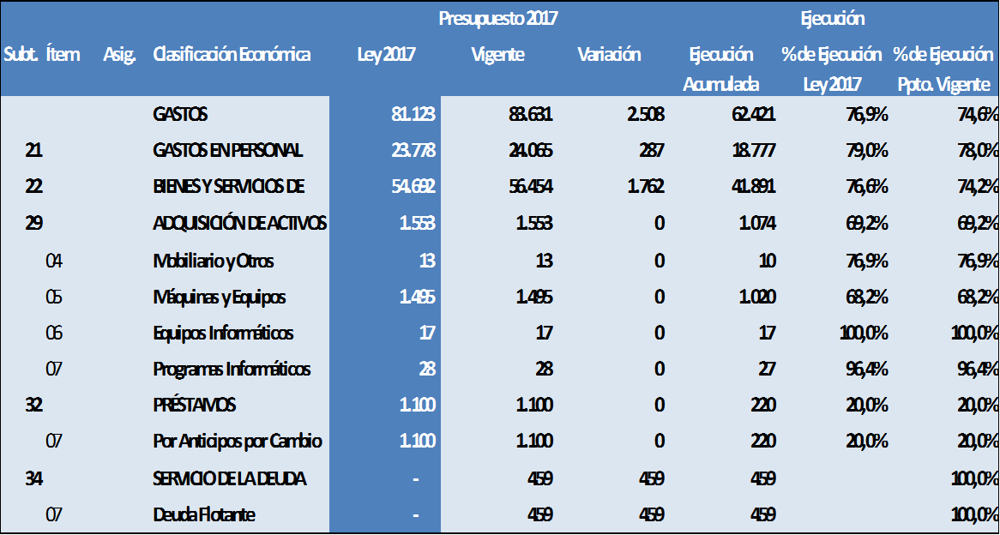 Presupuesto 2017 Ejecución
Subt. Ítem Asig. Clasificación Económica Ley 2017 Vigente Variación Ejecución % de Ejecución % de Ejecución
Acumulada Ley 2017 Ppto. Vigente
GASTOS 81.123 83.631 2.508 62.421 76,9% 74,6%
21 GASTOS EN PERSONAL 23.778 24.065 287 18.777 79,0% 78,0%
22 BIENES Y SERVICIOS DE 54.692 56.454 1.762 41.891 76,6% 74,2%
29 ADQUISICIÓN DE ACTIVOS 1.553 1.553 0 1.074 69,2% 69,2%
04 Mobiliario y Otros 13 13 0 10 76,9% 76,9%
05 Máquinas y Equipos 1.495 1.495 0 1.020 68,2% 68,2%
06 Equipos Informáticos 17 17 0 17 100,0% 100,0%
07 Programas Informáticos 28 28 0 27 96,4% 96,4%
32 PRÉSTAMOS 1.100 1.100 0 220 20,0% 20,0%
07 Por Anticipos por Cambio 1.100 1.100 0 220 20,0% 20,0%
34 SERVICIO DE LA DEUDA - 459 459 459 100,0%
07 Deuda Flotante - 459 459 459 100,0%